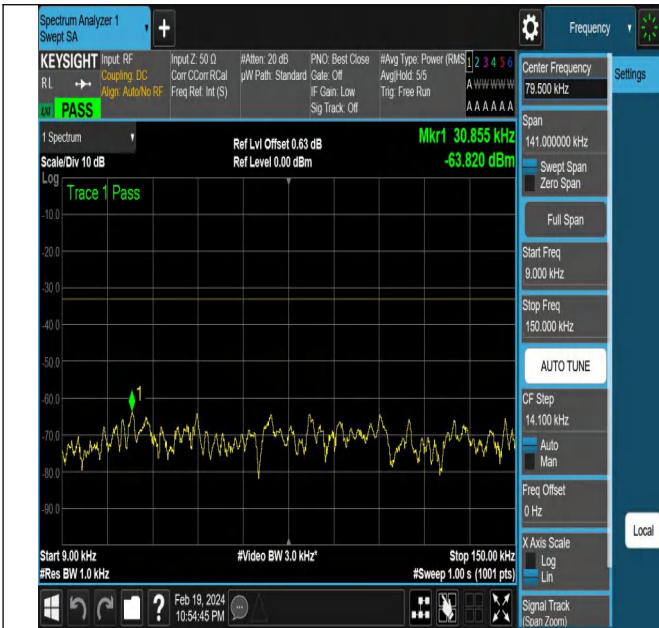 Spectrum Analyzer 1
Swept SA
Frequency
KEYSIGHT
RL
PASS
Input: RF
Coupling: DC
Align: Auto/No RF
Input Z: 50 Ω
Corr CCorr RCal
Freq Ref: Int (S)
#Atten: 20 dB
µW Path: Standard
PNO: Best Close
Gate: Off
IF Gain: Low
Sig Track: Off
#Avg Type: Power (RMS
Avg|Hold: 5/5
Trig: Free Run
1 2 3 4 5 6
A W W W W W
A A A A A A
1 Spectrum
Scale/Div 10 dB
Ref Lvl Offset 0.63 dB
Ref Level 0.00 dBm
Mkr1 30.855 kHz
-63.820 dBm
Log
Trace 1 Pass
-10.0
-20.0
-30.0
-40.0
-50.0
-60.0
-70.0
-80.0
-90.0
1
Start 9.00 kHz
#Res BW 1.0 kHz
#Video BW 3.0 kHz*
Stop 150.00 kHz
#Sweep 1.00 s (1001 pts)
Feb 19, 2024
10:54:45 PM
?
Center Frequency
79.500 kHz
Settings
Span
141.000000 kHz
Swept Span
Zero Span
Full Span
Start Freq
9.000 kHz
Stop Freq
150.000 kHz
AUTO TUNE
CF Step
14.100 kHz
Auto
Man
Freq Offset
0 Hz
Local
X Axis Scale
Log
Lin
Signal Track
(Span Zoom)